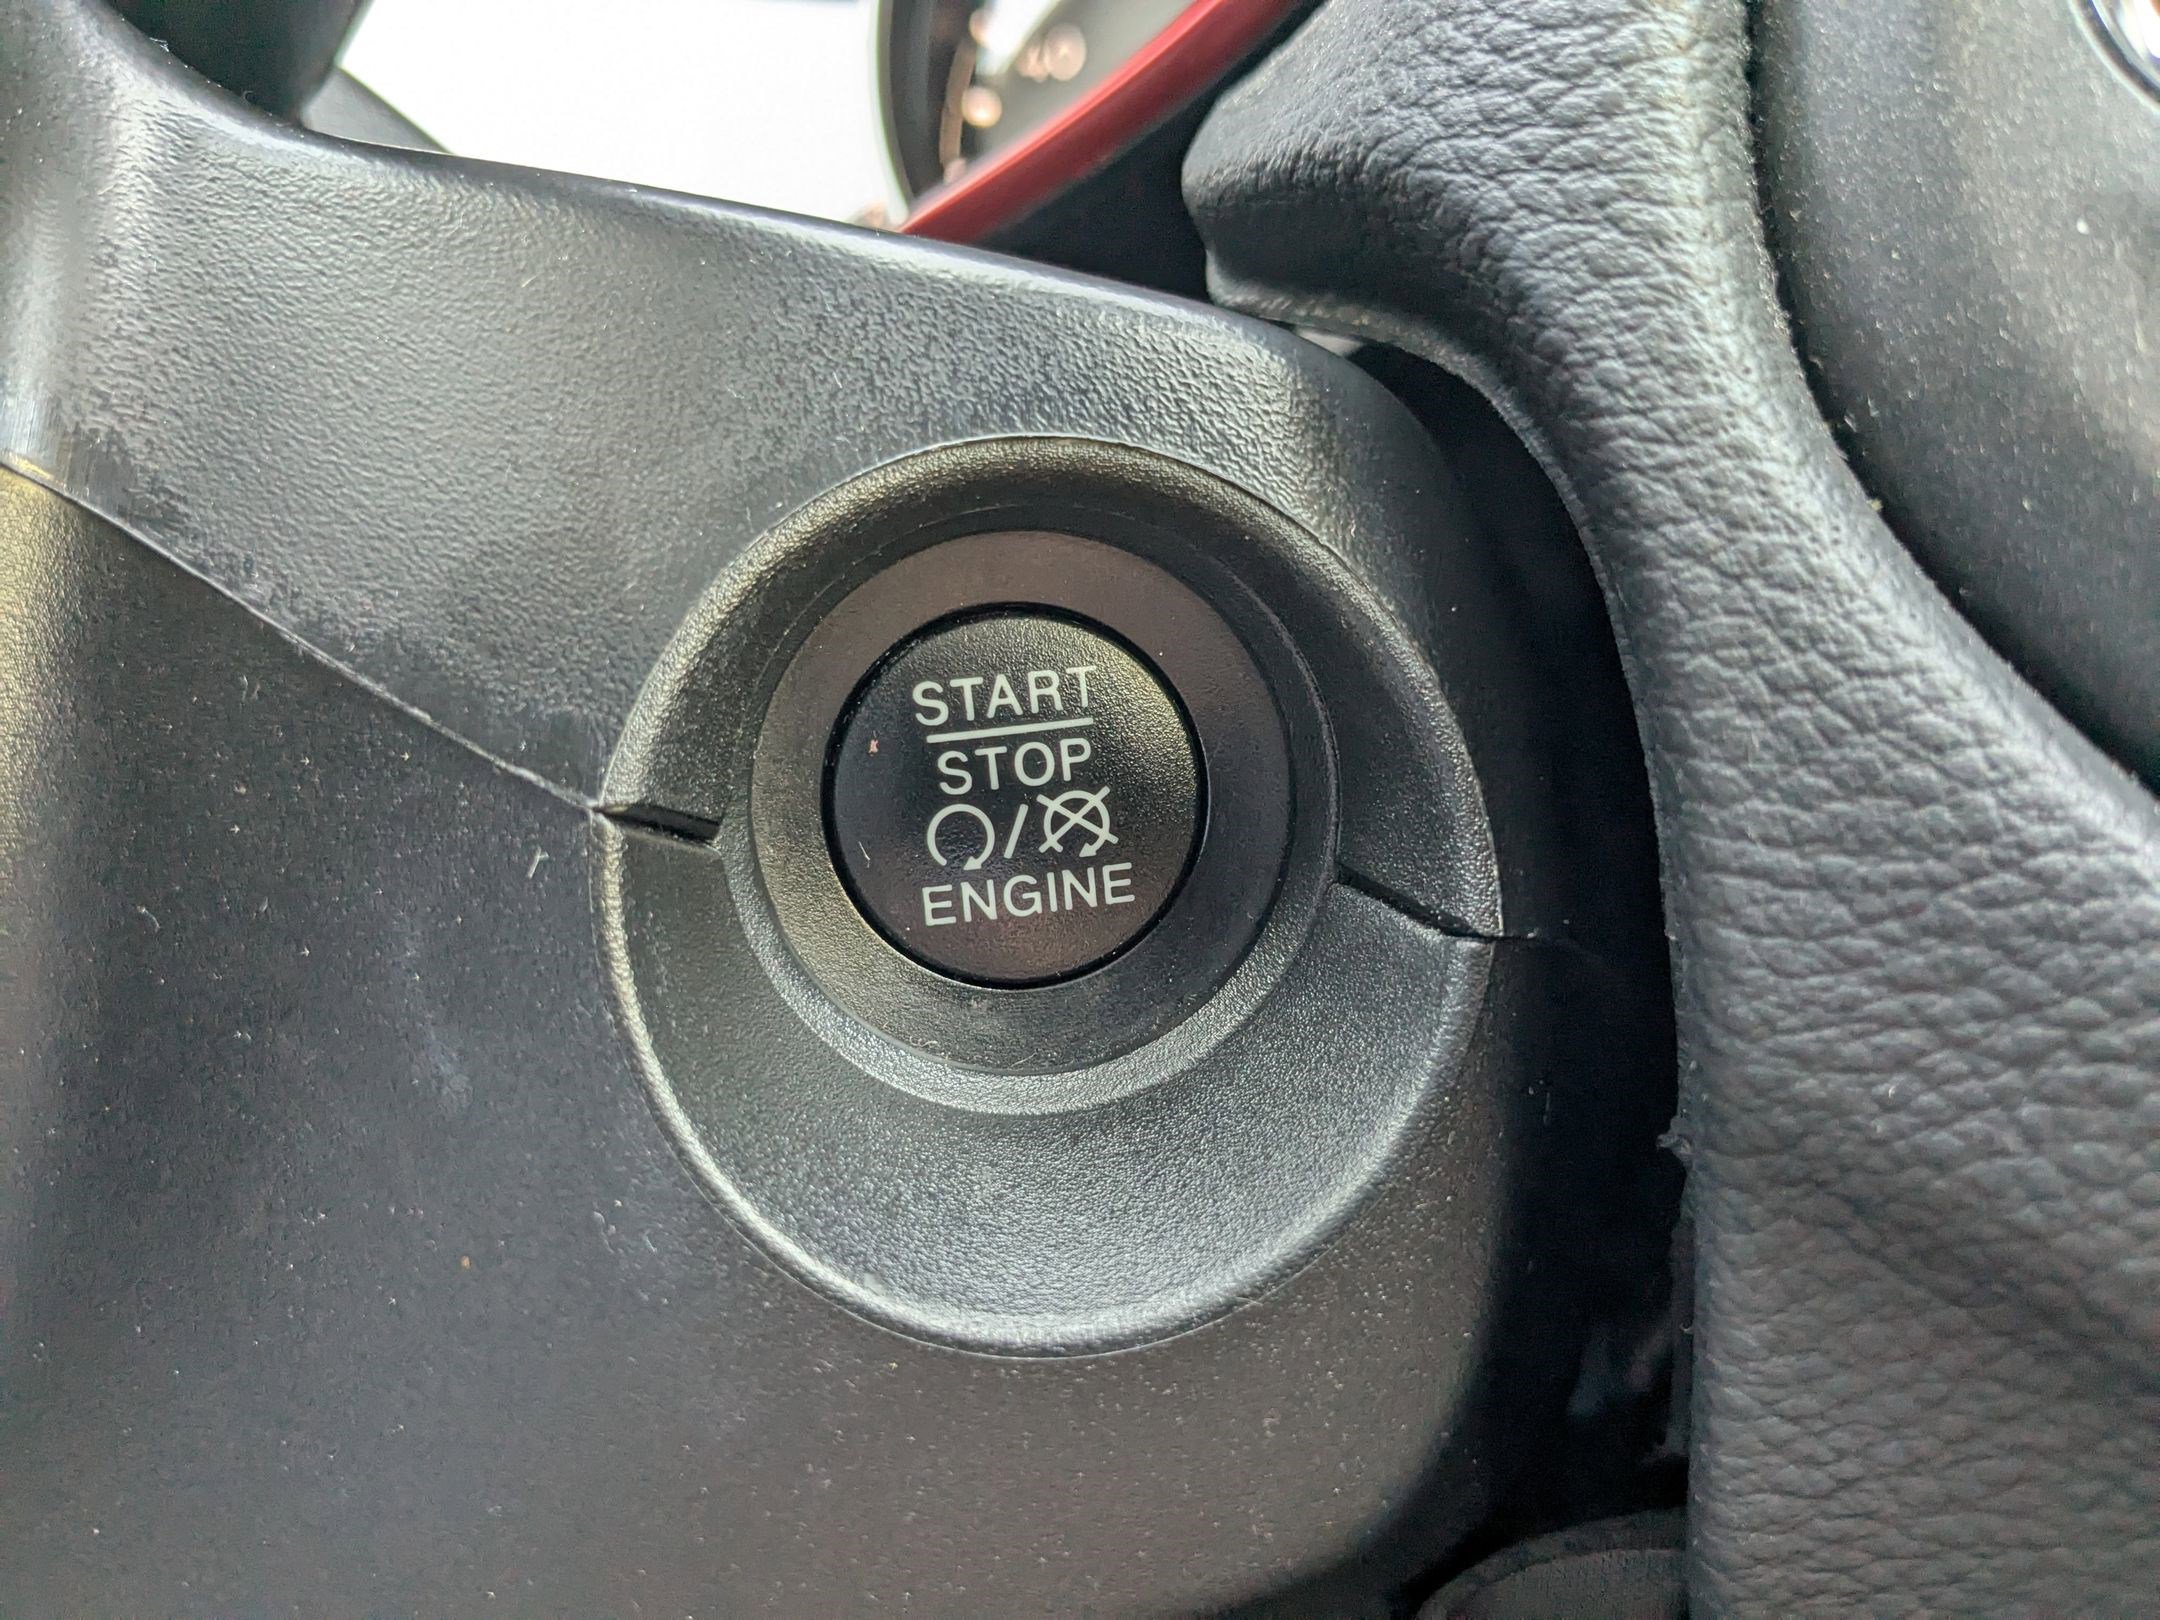 START
STOP
/
ENGINE